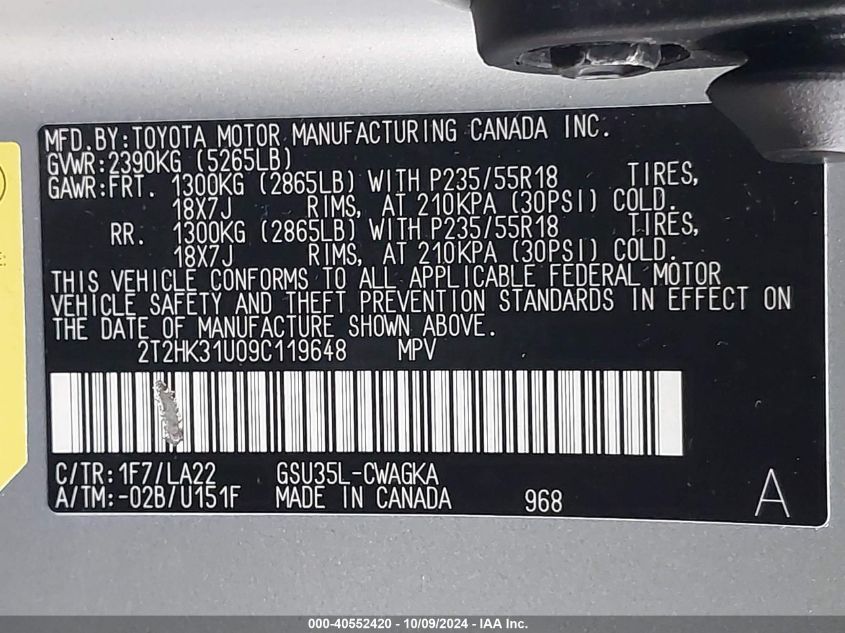 MFD.BY:TOYOTA MOTOR MANUFACTURING CANADA INC.
GVWR:2390KG (5265LB)
GAWR:FRT. 1300KG (2865LB) WITH P235/55R18 TIRES,
18X7J RIMS, AT 210KPA (30PSI) COLD.
RR. 1300KG (2865LB) WITH P235/55R18 TIRES,
18X7J RIMS, AT 210KPA (30PSI) COLD.
THIS VEHICLE CONFORMS TO ALL APPLICABLE FEDERAL MOTOR
VEHICLE SAFETY AND THEFT PREVENTION STANDARDS IN EFFECT ON
THE DATE OF MANUFACTURE SHOWN ABOVE.
2T2HK31U09C119648 MPV
C/TR:1F7/LA22 GSU35L-CWAGKA
A/TM:-02B/U151F MADE IN CANADA 968 A
E:
000-40552420 - 10/09/2024 - IAA Inc.